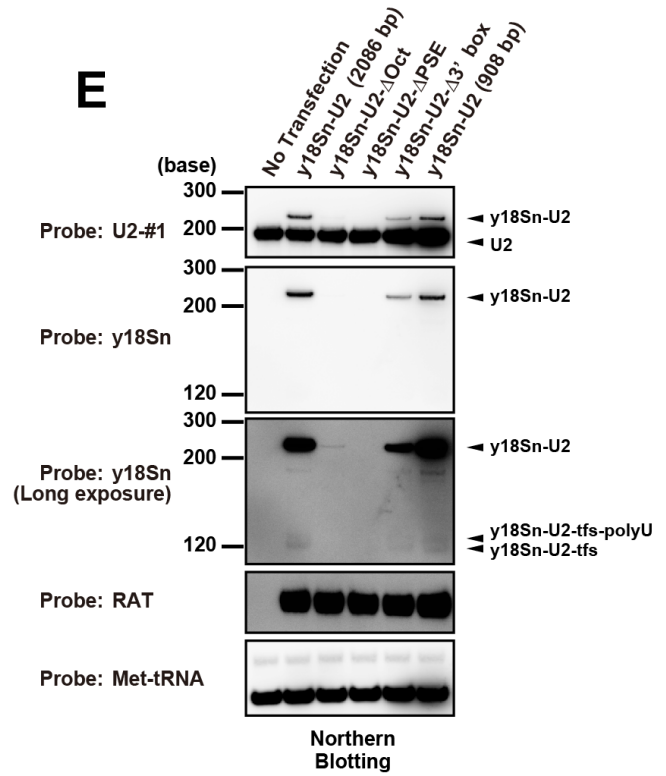 E
No Transfection
y18Sn-U2 (2086 bp)
y18Sn-U2-ΔOct
y18Sn-U2-ΔPSE
y18Sn-U2-Δ3' box
y18Sn-U2 (908 bp)
(base)
300
200
Probe: U2-#1
y18Sn-U2
U2
300
200
120
Probe: y18Sn
y18Sn-U2
300
200
120
Probe: y18Sn
(Long exposure)
y18Sn-U2
y18Sn-U2-tfs-polyU
y18Sn-U2-tfs
Probe: RAT
Probe: Met-tRNA
Northern
Blotting